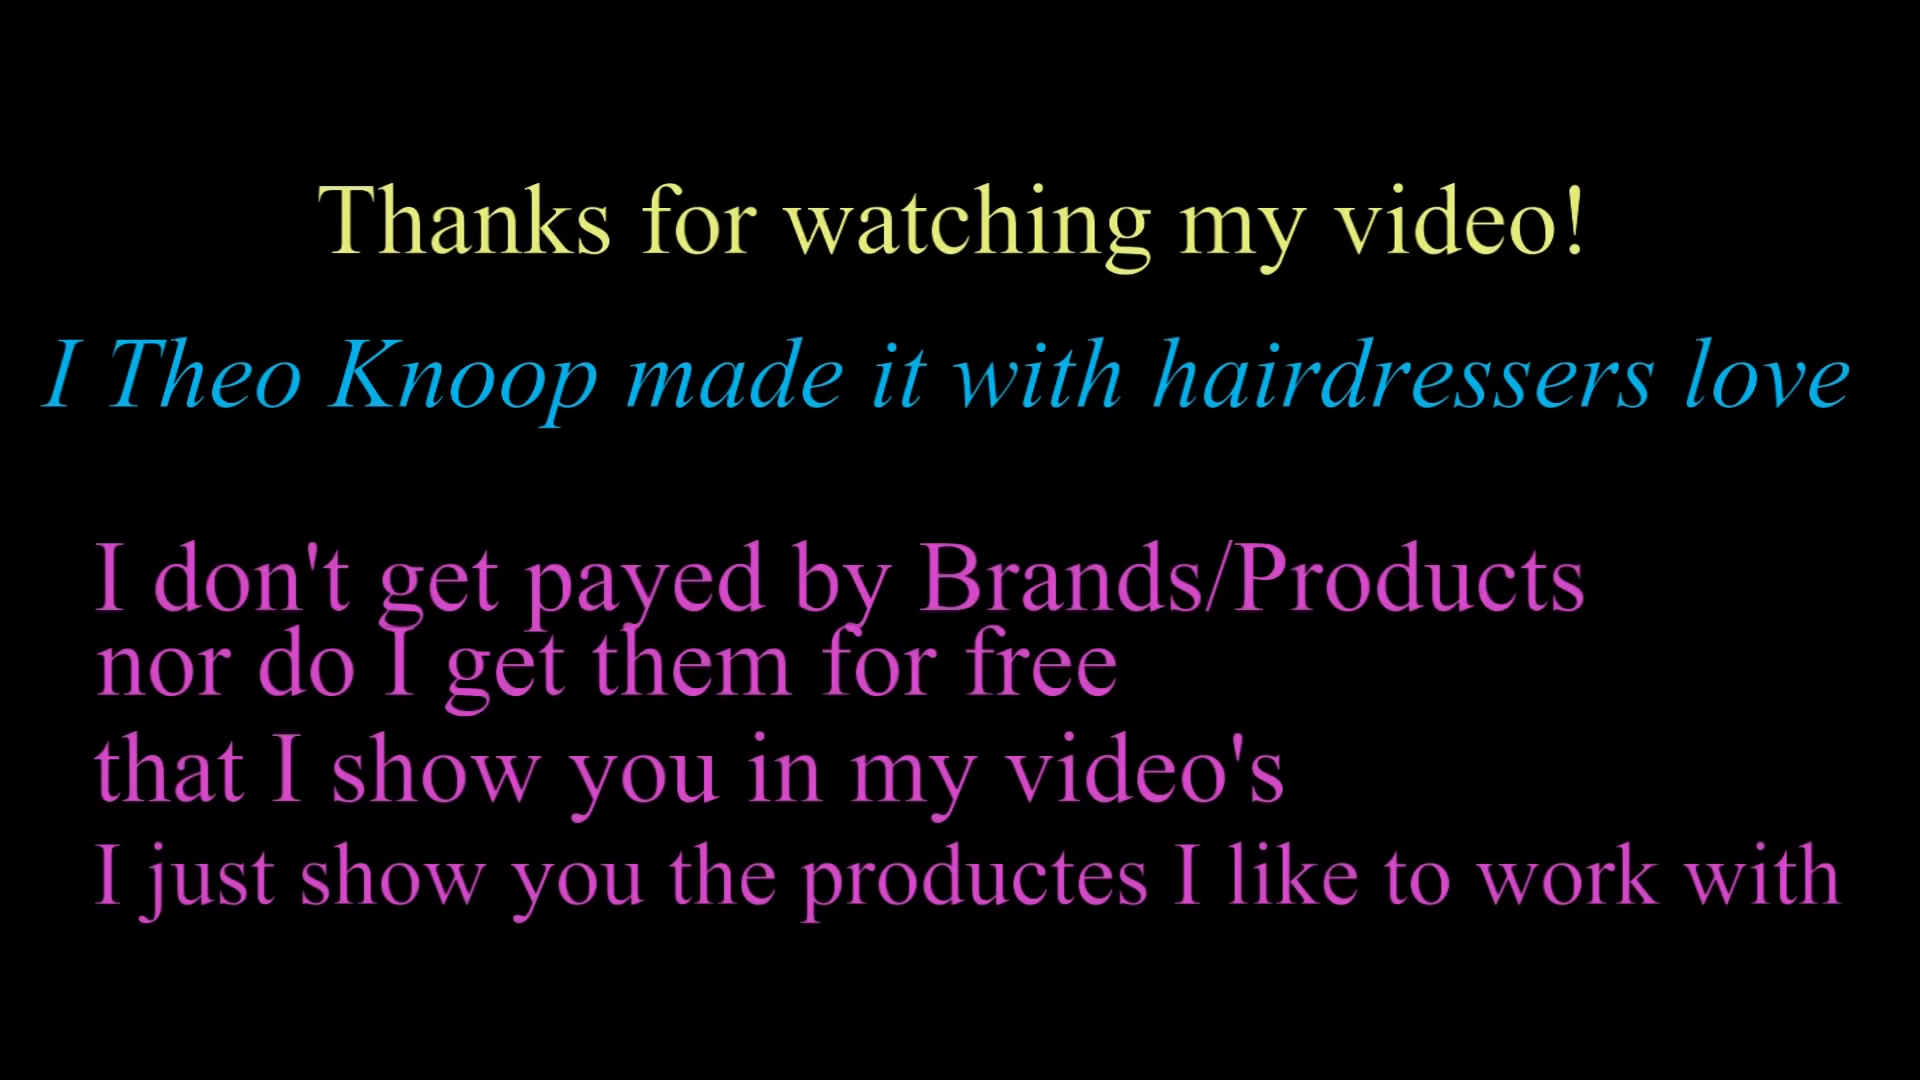 Thanks for watching my video!
I Theo Knoop made it with hairdressers love
I don't get payed by Brands/Products
nor do I get them for free
that I show you in my video's
I just show you the productes I like to work with